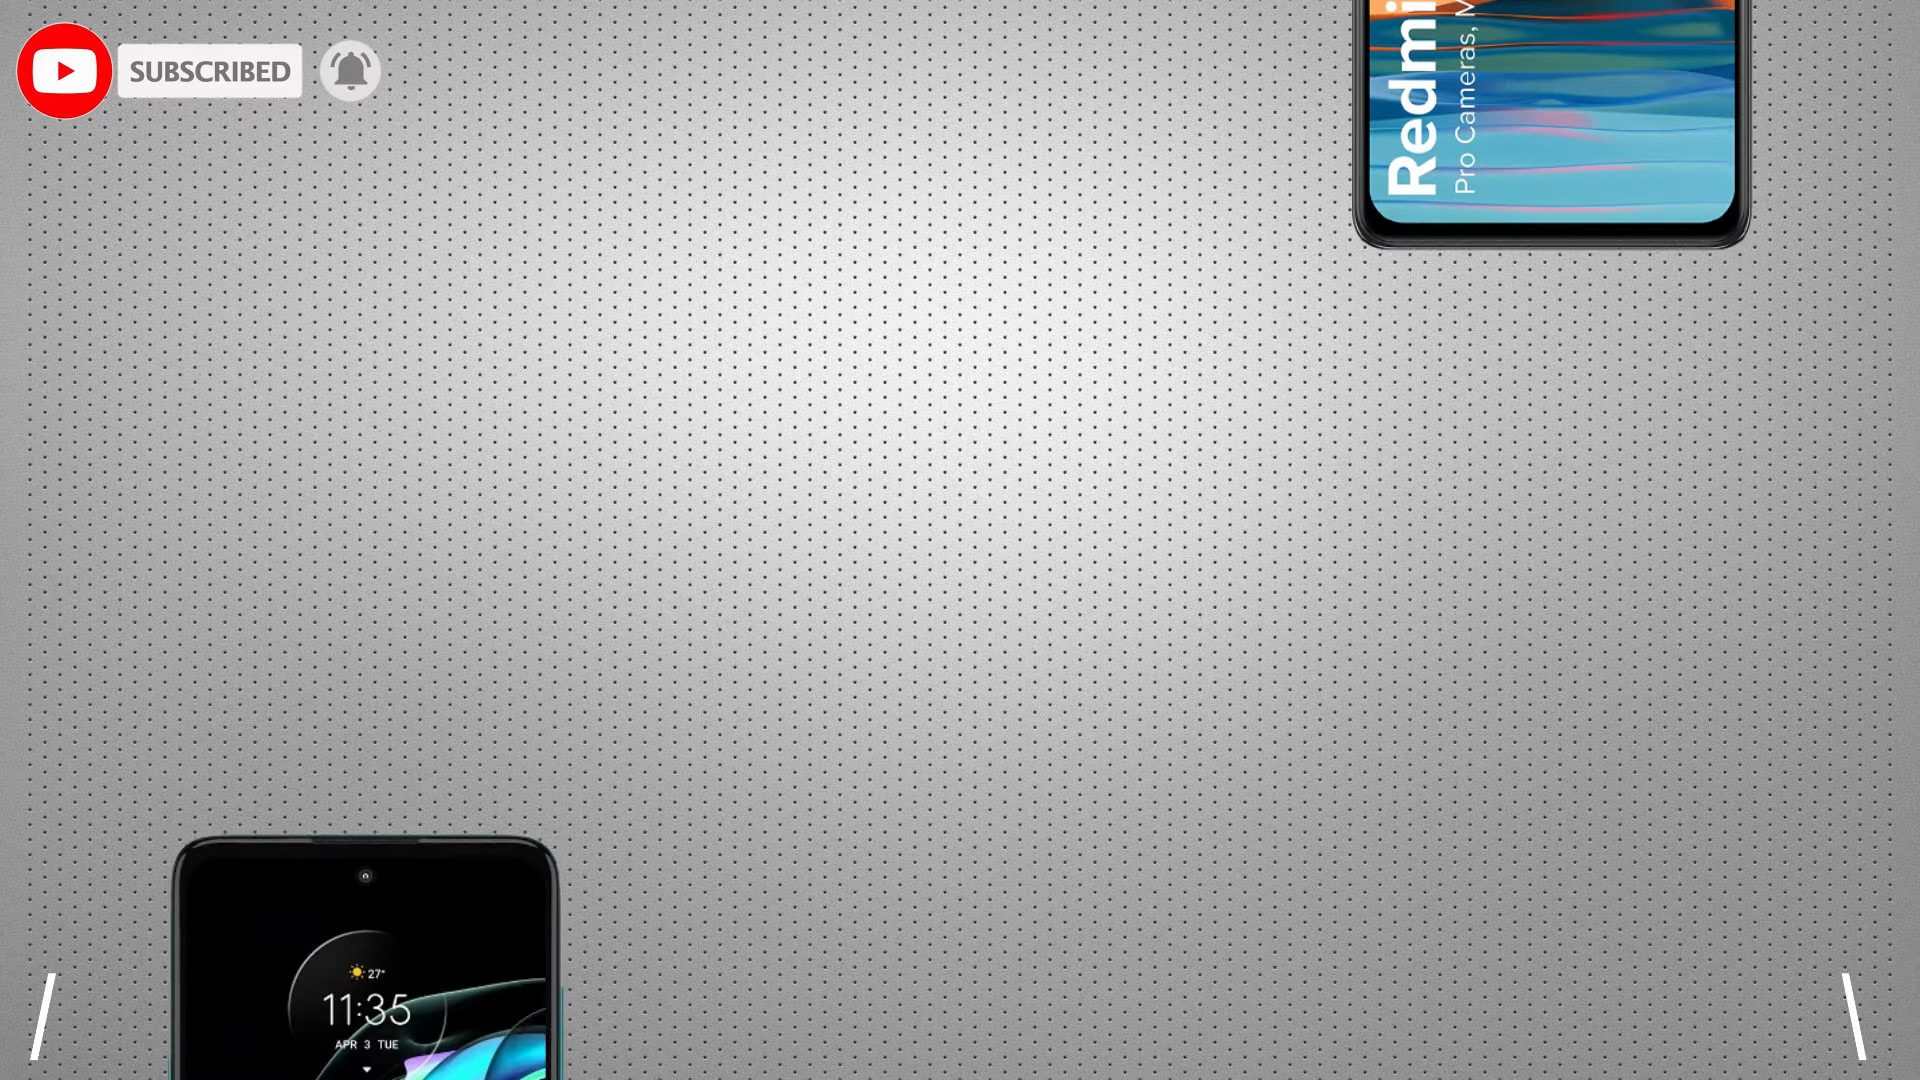 SUBSCRIBED
Redmi
Pro Cameras,
27°
11:35
APR 3 TUE